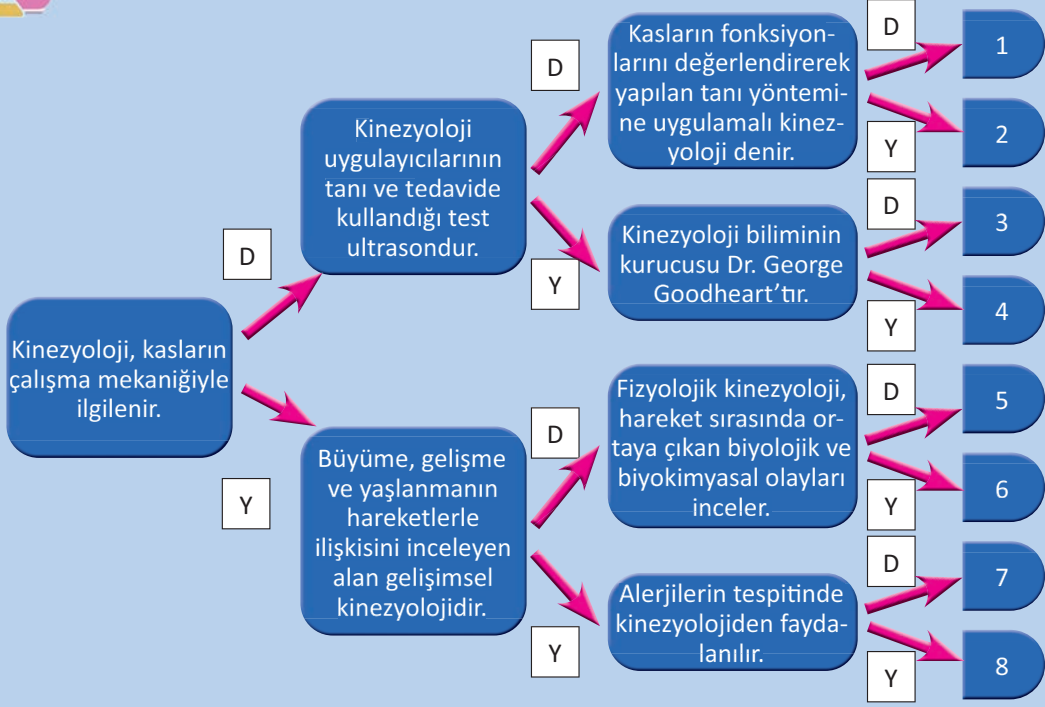 Kinezyoloji, kasların
çalışma mekaniğiyle
ilgilenir.
D
Y
Kinezyoloji
uygulayıcılarının
tanı ve tedavide
kullandığı test
ultrasondur.
D
Y
Büyüme, gelişme
ve yaşlanmanın
hareketlerle
ilişkisini inceleyen
alan gelişimsel
kinezyolojidir.
D
Y
Kasların fonksiyon-
larını değerlendirerek
yapılan tanı yöntemi-
ne uygulamalı kinez-
yoloji denir.
D
Y
Kinezyoloji biliminin
kurucusu Dr. George
Goodheart’tır.
D
Y
Fizyolojik kinezyoloji,
hareket sırasında or-
taya çıkan biyolojik ve
biyokimyasal olayları
inceler.
D
Y
Alerjilerin tespitinde
kinezyolojiden fayda-
lanılır.
D
Y
1
2
3
4
5
6
7
8